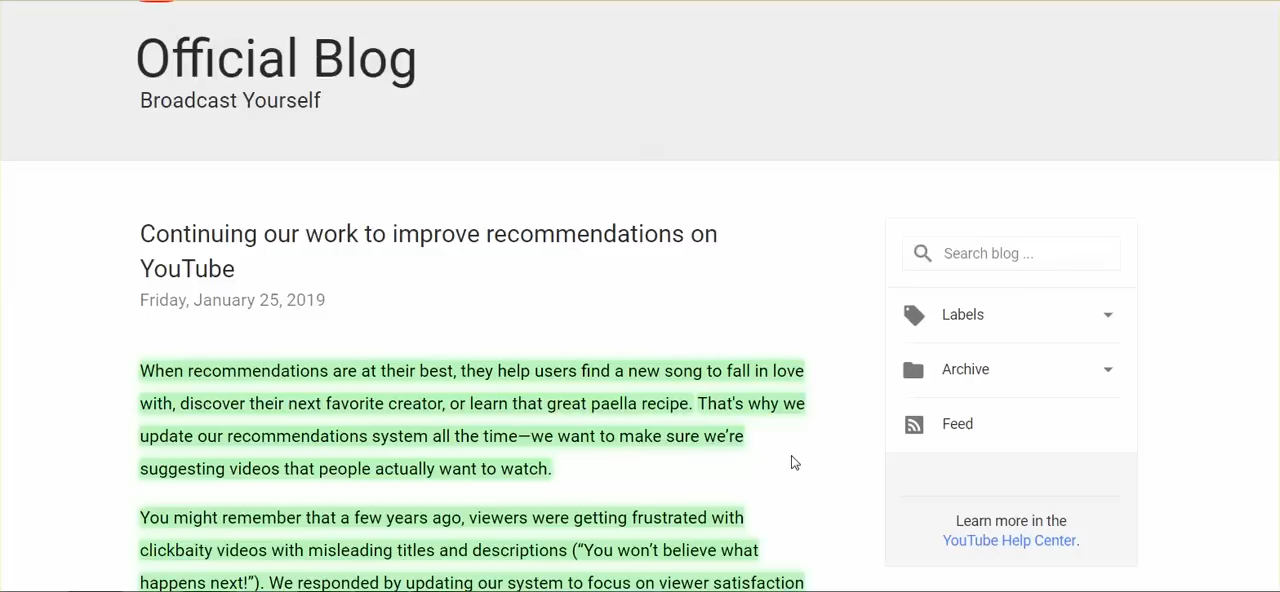 Official Blog
Broadcast Yourself
Continuing our work to improve recommendations on
YouTube
Friday, January 25, 2019
When recommendations are at their best, they help users find a new song to fall in love
with, discover their next favorite creator, or learn that great paella recipe. That's why we
update our recommendations system all the time—we want to make sure we’re
suggesting videos that people actually want to watch.
You might remember that a few years ago, viewers were getting frustrated with
clickbaity videos with misleading titles and descriptions (“You won’t believe what
happens next!”). We responded by updating our system to focus on viewer satisfaction
Search blog ...
Labels
Archive
Feed
Learn more in the
YouTube Help Center.